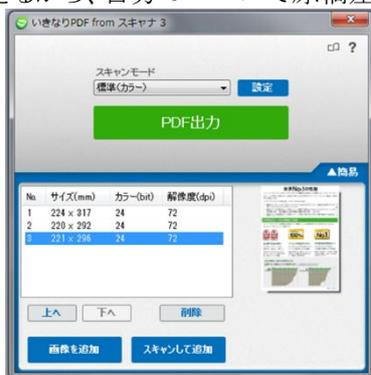 いきなりPDF from スキャナ 3
?
スキャンモード
標準(カラー)
設定
PDF出力
▲簡易
No. サイズ(mm) カラー(bit) 解像度(dpi)
1 224 x 317 24 72
2 220 x 292 24 72
3 221 x 296 24 72
上へ 下へ 削除
画像を追加 スキャンして追加